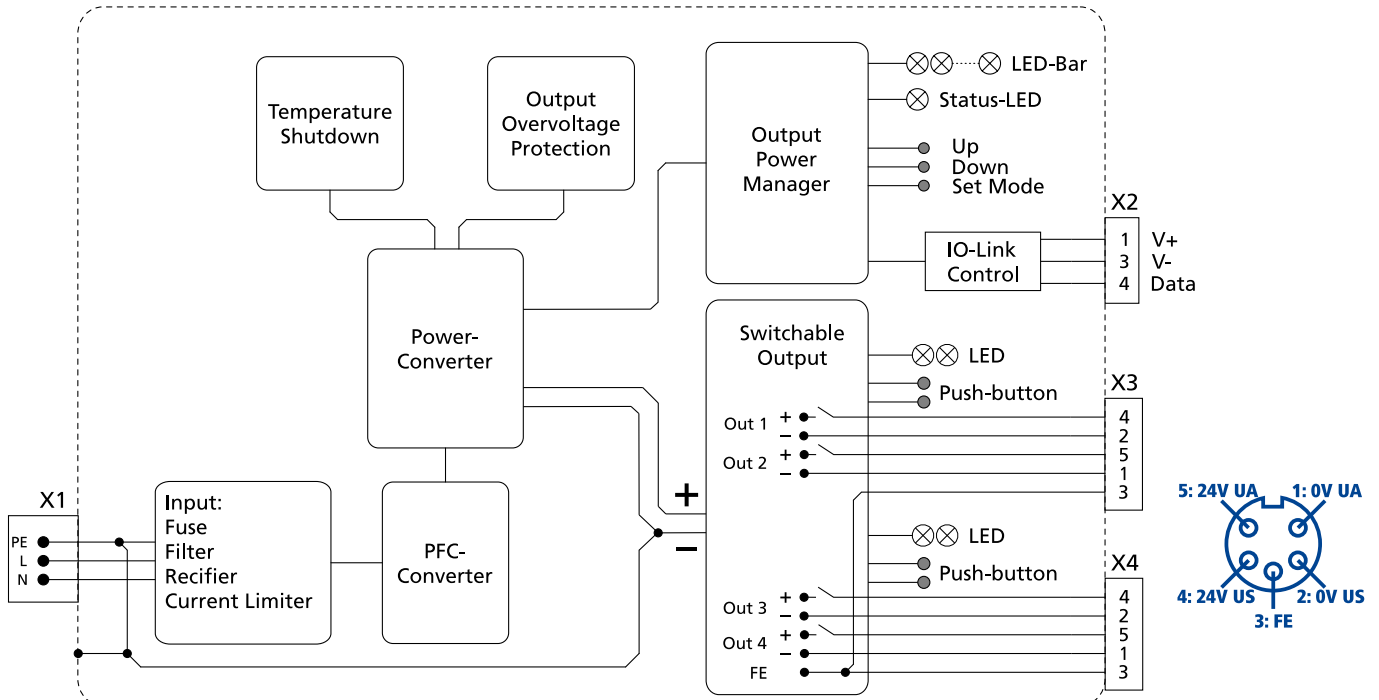 Temperature
Shutdown
Output
Overvoltage
Protection
Output
Power
Manager
LED-Bar
Status-LED
Up
Down
Set Mode
IO-Link
Control
X2
1 V+
3 V-
4 Data
Power-
Converter
Switchable
Output
LED
Push-button
X3
Out 1 + 4
− 2
Out 2 + 5
− 1
3
+
−
X1
PE
L
N
Input:
Fuse
Filter
Rectifier
Current Limiter
PFC-
Converter
LED
Push-button
X4
Out 3 + 4
− 2
Out 4 + 5
− 1
FE 3
5: 24V UA 1: 0V UA
4: 24V US 2: 0V US
3: FE